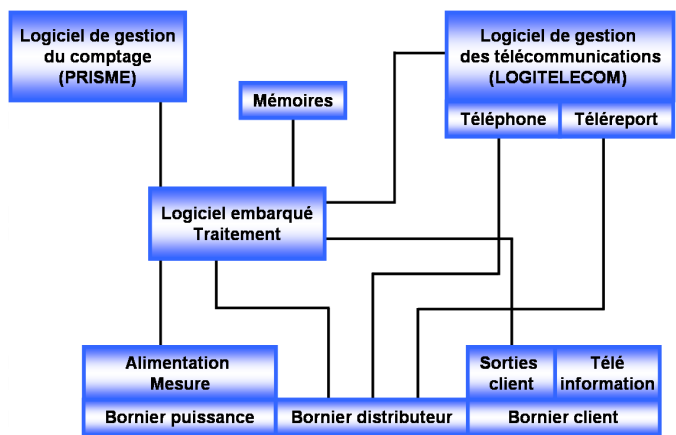 Logiciel de gestion
du comptage
(PRISME)
Logiciel de gestion
des télécommunications
(LOGITELECOM)
Mémoires
Téléphone
Téléreport
Logiciel embarqué
Traitement
Alimentation
Mesure
Sorties
client
Télé
information
Bornier puissance
Bornier distributeur
Bornier client